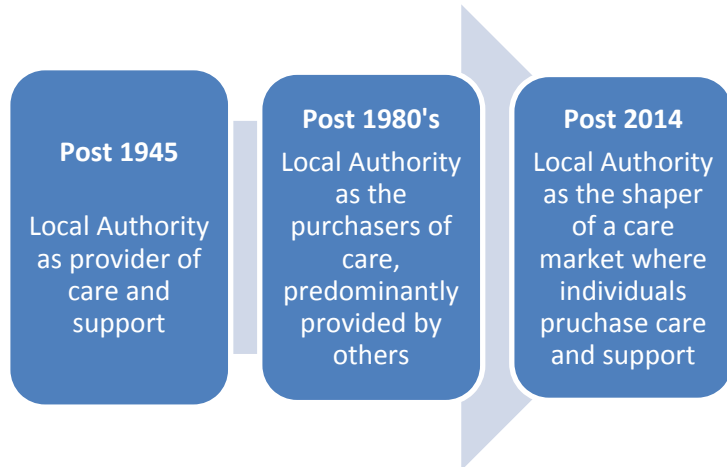 Post 1945
Local Authority
as provider of
care and
support
Post 1980's
Local Authority
as the
purchasers of
care,
predominantly
provided by
others
Post 2014
Local Authority
as the shaper
of a care
market where
individuals
pruchase care
and support